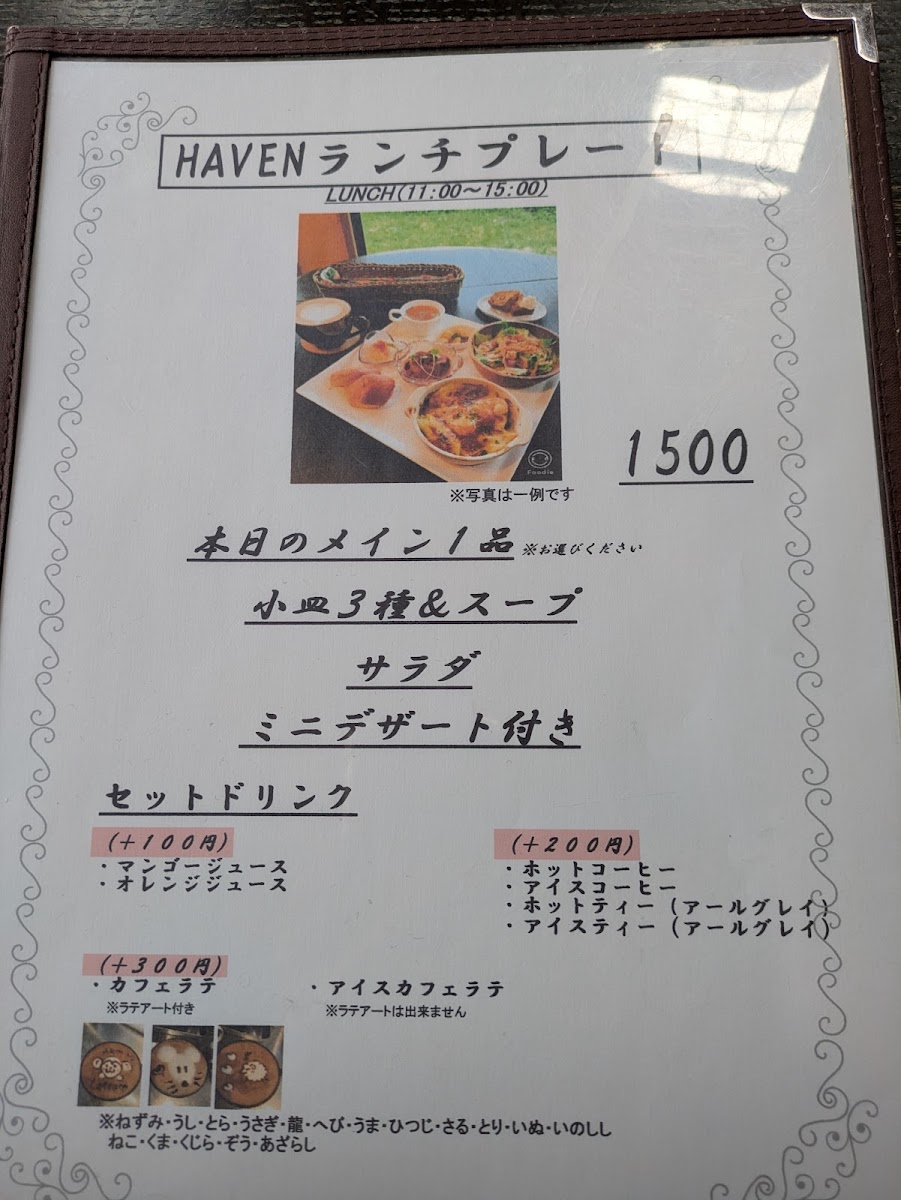 HAVENランチプレート
LUNCH(11:00～15:00)
Foodie
1500
※写真は一例です
本日のメイン1品 ※お選びください
小皿3種&スープ
サラダ
ミニデザート付き
セットドリンク
(+100円)
・マンゴージュース
・オレンジジュース
(+200円)
・ホットコーヒー
・アイスコーヒー
・ホットティー(アールグレイ)
・アイスティー(アールグレイ)
(+300円)
・カフェラテ
※ラテアート付き
・アイスカフェラテ
※ラテアートは出来ません
※ねずみ・うし・とら・うさぎ・龍・へび・うま・ひつじ・さる・とり・いぬ・いのしし
ねこ・くま・くじら・ぞう・あざらし